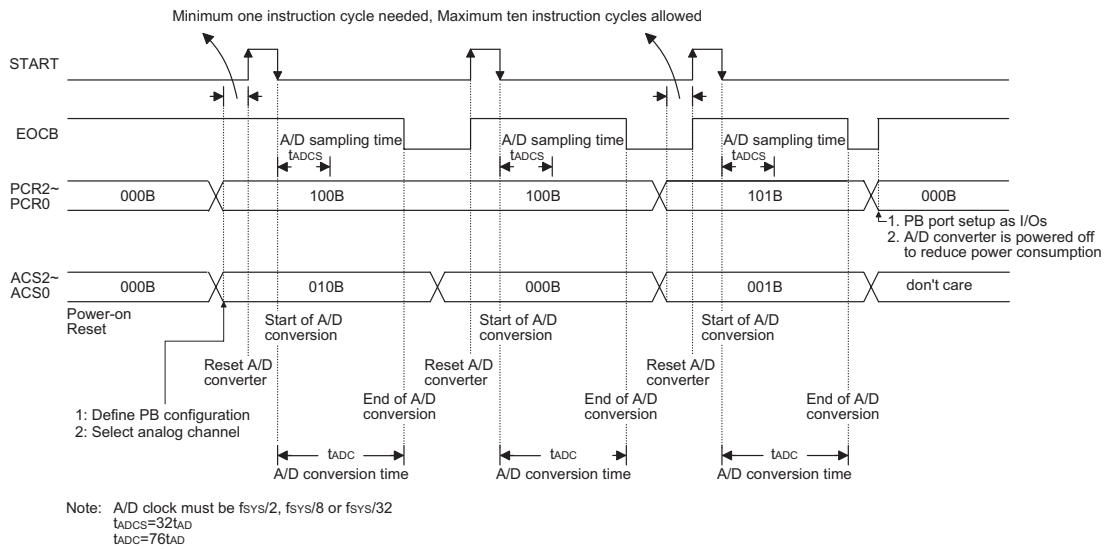 Minimum one instruction cycle needed, Maximum ten instruction cycles allowed
START
EOCB
A/D sampling time
tADCS
A/D sampling time
tADCS
A/D sampling time
tADCS
PCR2~
PCR0
000B
100B
100B
101B
000B
1. PB port setup as I/Os
2. A/D converter is powered off
to reduce power consumption
ACS2~
ACS0
000B
010B
000B
001B
don't care
Power-on
Reset
Start of A/D
conversion
Start of A/D
conversion
Start of A/D
conversion
Reset A/D
converter
Reset A/D
converter
Reset A/D
converter
1: Define PB configuration
2: Select analog channel
End of A/D
conversion
End of A/D
conversion
End of A/D
conversion
tADC
A/D conversion time
tADC
A/D conversion time
tADC
A/D conversion time
Note: A/D clock must be fSYS/2, fSYS/8 or fSYS/32
tADCS=32tAD
tADC=76tAD